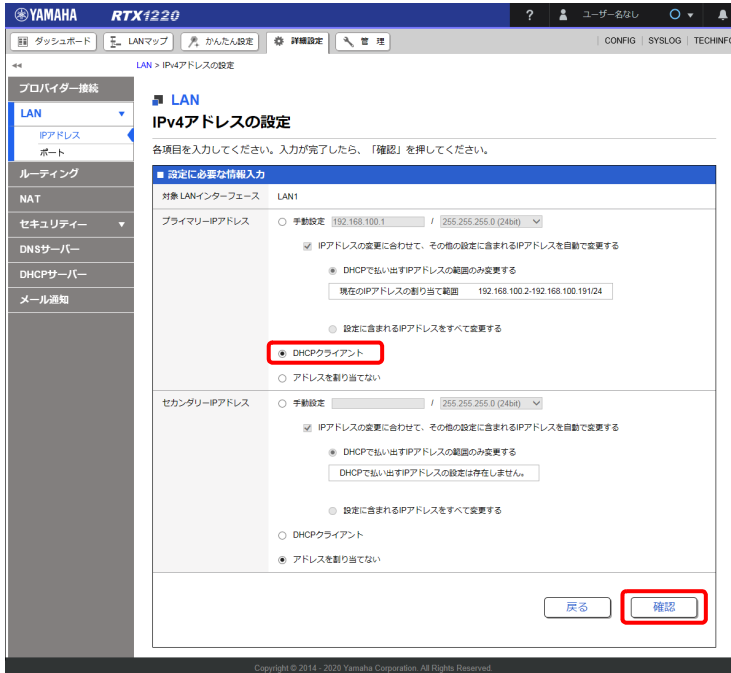 YAMAHA RTX1220 ? ユーザー名なし
ダッシュボード LANマップ かんたん設定 詳細設定 管 理 CONFIG SYSLOG TECHINFO
LAN > IPv4アドレスの設定
プロバイダー接続
LAN
IPアドレス
ポート
ルーティング
NAT
セキュリティー
DNSサーバー
DHCPサーバー
メール通知
LAN
IPv4アドレスの設定
各項目を入力してください。入力が完了したら、「確認」を押してください。
■ 設定に必要な情報入力
対象LANインターフェース LAN1
プライマリーIPアドレス 手動設定 192.168.100.1 / 255.255.255.0 (24bit)
IPアドレスの変更に合わせて、その他の設定に含まれるIPアドレスを自動で変更する
DHCPで払い出すIPアドレスの範囲のみ変更する
現在のIPアドレスの割り当て範囲 192.168.100.2-192.168.100.191/24
設定に含まれるIPアドレスをすべて変更する
DHCPクライアント
アドレスを割り当てない
セカンダリーIPアドレス 手動設定 / 255.255.255.0 (24bit)
IPアドレスの変更に合わせて、その他の設定に含まれるIPアドレスを自動で変更する
DHCPで払い出すIPアドレスの範囲のみ変更する
DHCPで払い出すIPアドレスの設定は存在しません。
設定に含まれるIPアドレスをすべて変更する
DHCPクライアント
アドレスを割り当てない
戻る 確認
Copyright © 2014 - 2020 Yamaha Corporation. All Rights Reserved.